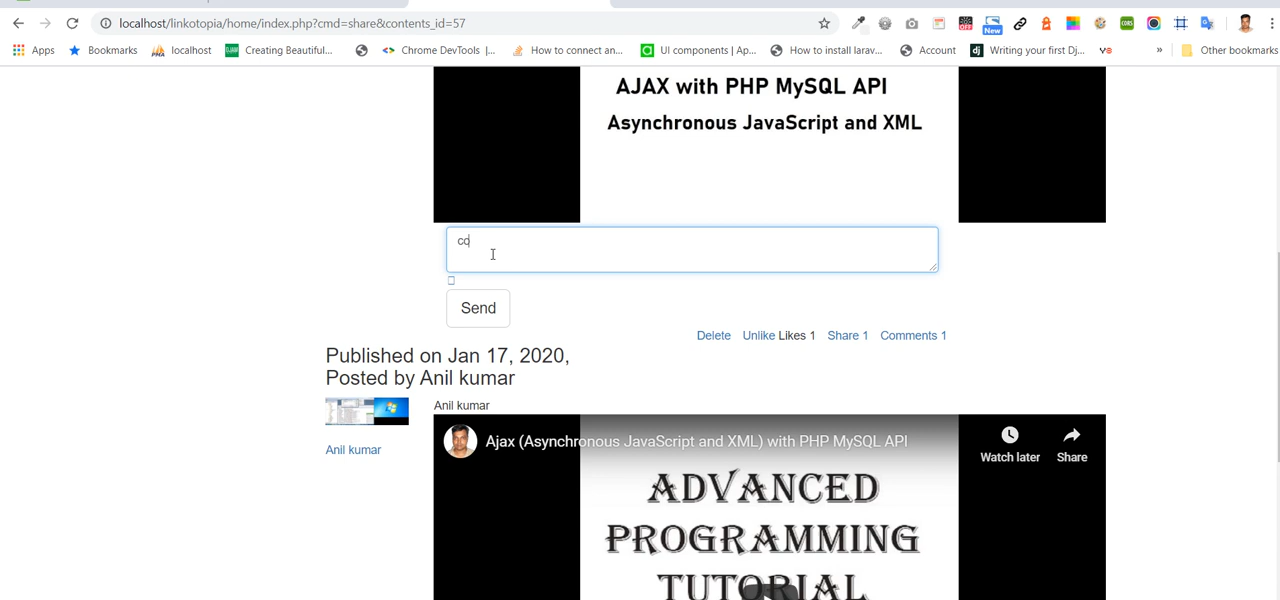 localhost/linkotopia/home/index.php?cmd=share&contents_id=57
OFF
New
CORS
Apps
Bookmarks
localhost
Creating Beautiful...
Chrome DevTools |...
How to connect an...
UI components | Ap...
How to install larav...
Account
dj
Writing your first Dj...
»
Other bookmarks
AJAX with PHP MySQL API
Asynchronous JavaScript and XML
co
Send
Delete Unlike Likes 1 Share 1 Comments 1
Published on Jan 17, 2020,
Posted by Anil kumar
Anil kumar
Anil kumar
Ajax (Asynchronous JavaScript and XML) with PHP MySQL API
Watch later
Share
ADVANCED
PROGRAMMING
TUTORIAL